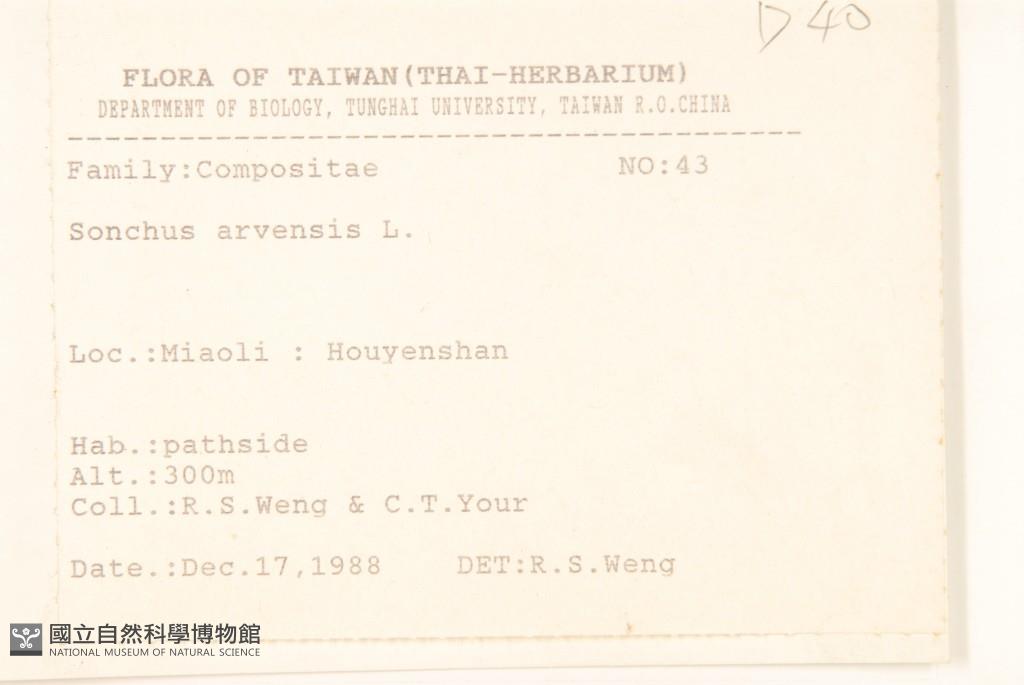 D 40
FLORA OF TAIWAN(THAI-HERBARIUM)
DEPARTMENT OF BIOLOGY, TUNGHAI UNIVERSITY, TAIWAN R.O.CHINA
Family:Compositae NO:43
Sonchus arvensis L.
Loc.:Miaoli : Houyenshan
Hab.:pathside
Alt.:300m
Coll.:R.S.Weng & C.T.Your
Date.:Dec.17,1988 DET:R.S.Weng
國立自然科學博物館
NATIONAL MUSEUM OF NATURAL SCIENCE